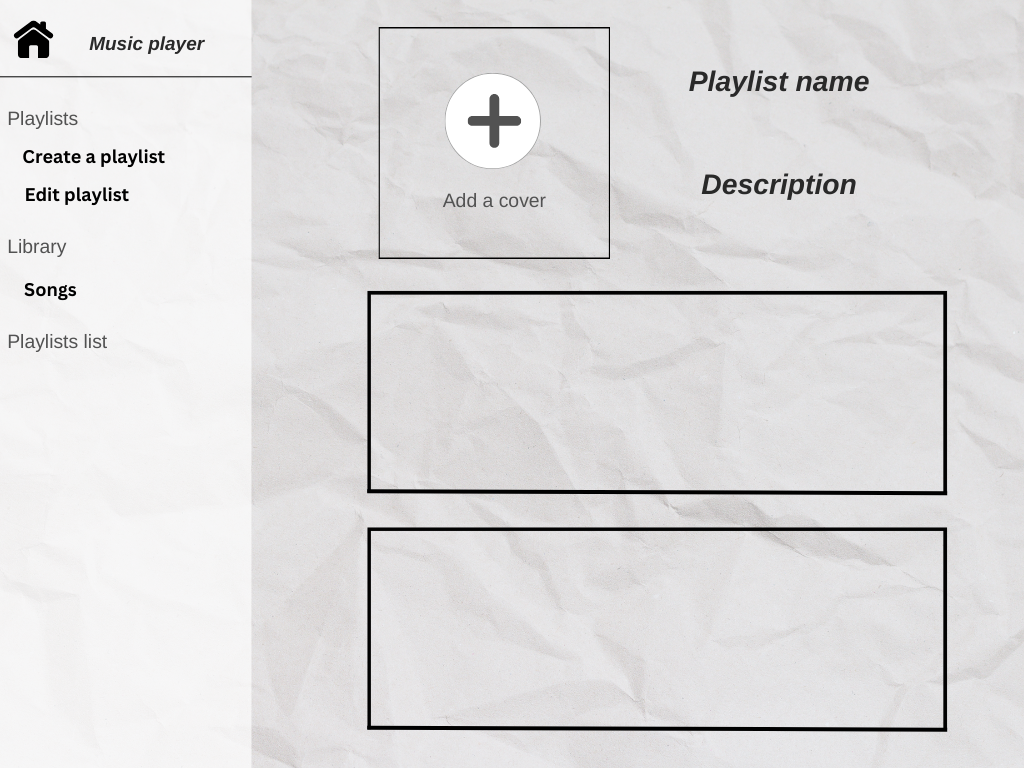 Music player
Playlists
Create a playlist
Edit playlist
Library
Songs
Playlists list
Add a cover
Playlist name
Description